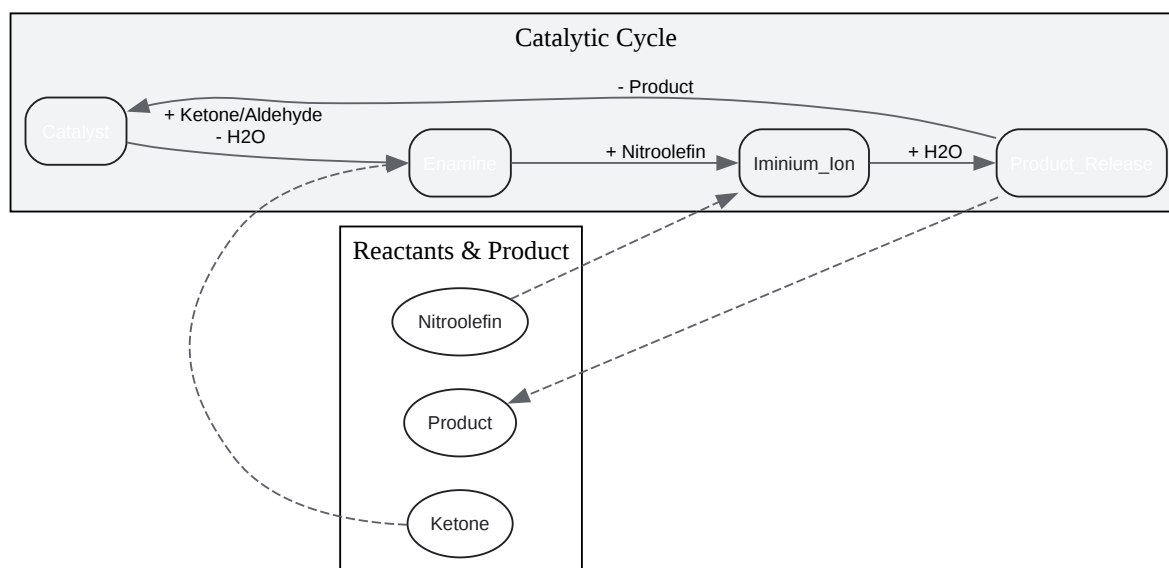 Catalytic Cycle
- Product
Catalyst
+ Ketone/Aldehyde
- H2O
Enamine
+ Nitroolefin
Iminium_Ion
+ H2O
Product_Release
Reactants & Product
Nitroolefin
Product
Ketone